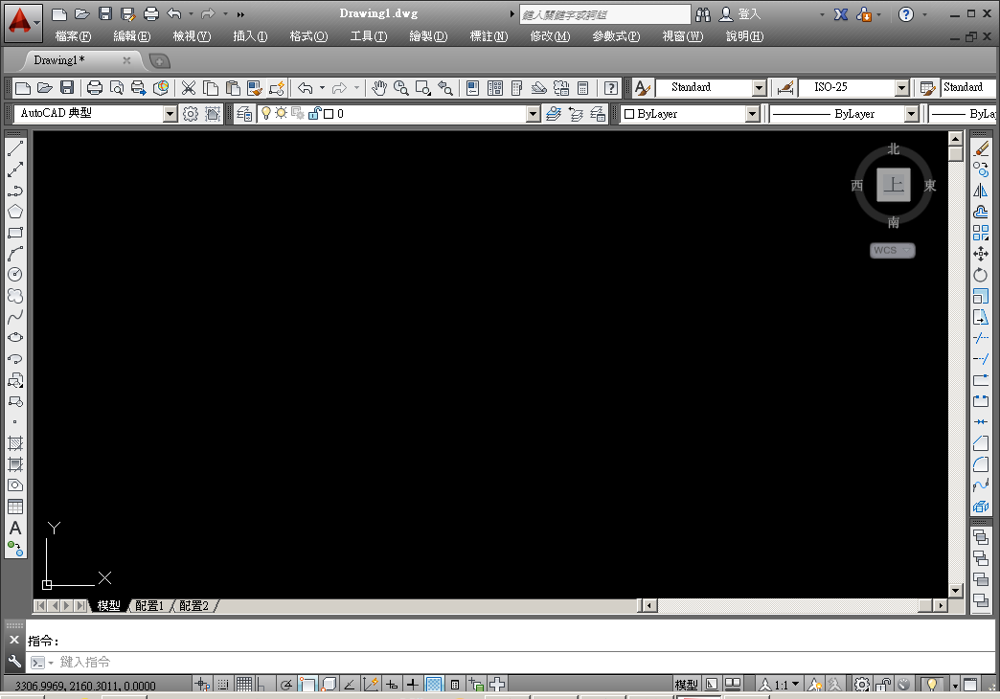 Drawing1.dwg
鍵入關鍵字或詞組
登入
檔案(F) 編輯(E) 檢視(V) 插入(I) 格式(O) 工具(T) 繪製(D) 標註(N) 修改(M) 參數式(P) 視窗(W) 說明(H)
Drawing1*
Standard ISO-25 Standard
AutoCAD 典型 0 ByLayer ByLayer ByLa
北
西 上 東
南
WCS
A
Y
X
模型 配置1 配置2
指令:
鍵入指令
3306.9969, 2160.3011, 0.0000 模型 1:1